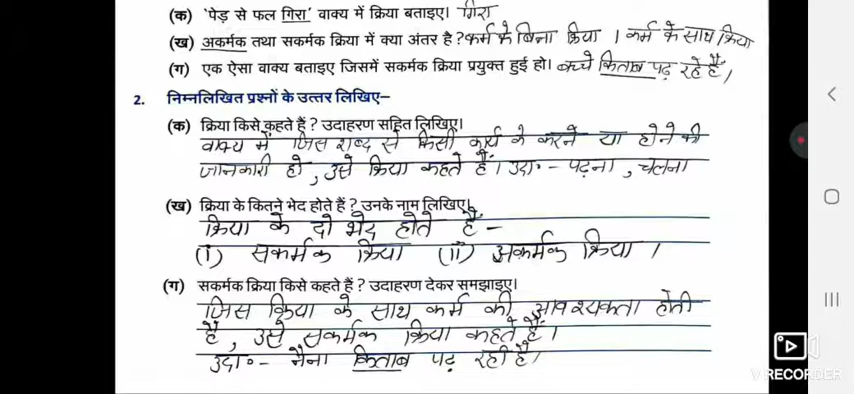 (क) 'पेड़ से फल गिरा' वाक्य में क्रिया बताइए। गिरा
(ख) अकर्मक तथा सकर्मक क्रिया में क्या अंतर है? कर्म के बिना क्रिया । कर्म के साथ क्रिया
(ग) एक ऐसा वाक्य बताइए जिसमें सकर्मक क्रिया प्रयुक्त हुई हो। बच्चे किताब पढ़ रहे हैं।
2. निम्नलिखित प्रश्नों के उत्तर लिखिए–
(क) क्रिया किसे कहते हैं? उदाहरण सहित लिखिए।
वाक्य में जिस शब्द से किसी कार्य के करने या होने की
जानकारी हो, उसे क्रिया कहते हैं। उदा०- पढ़ना, चलना
(ख) क्रिया के कितने भेद होते हैं? उनके नाम लिखिए।
क्रिया के दो भेद होते हैं -
(i) सकर्मक क्रिया (ii) अकर्मक क्रिया ।
(ग) सकर्मक क्रिया किसे कहते हैं? उदाहरण देकर समझाइए।
जिस क्रिया के साथ कर्म की आवश्यकता होती
है, उसे सकर्मक क्रिया कहते हैं।
उदा०- नैना किताब पढ़ रही है।
V RECORDER